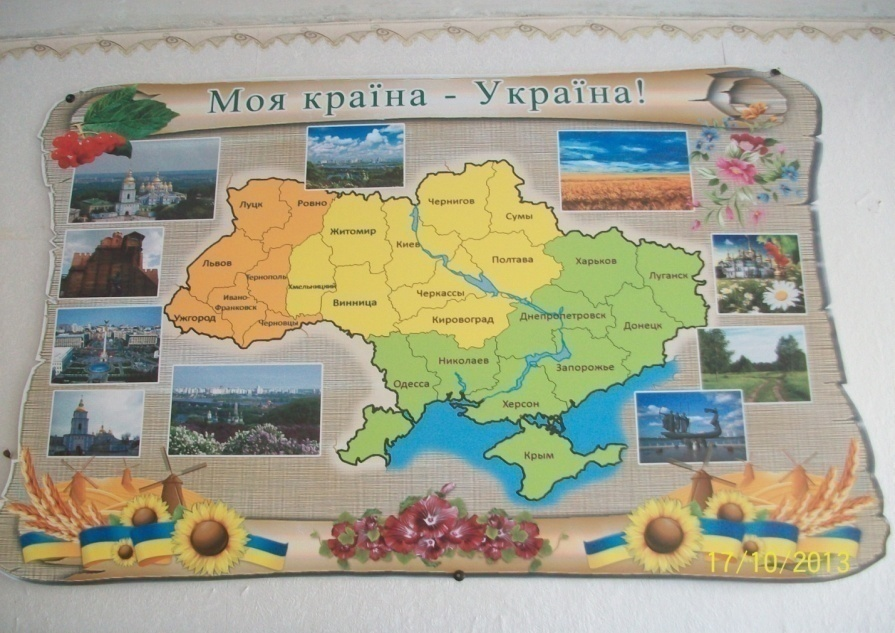 Моя країна - Україна!
Луцк
Ровно
Житомир
Киев
Чернигов
Сумы
Львов
Тернополь
Хмельницкий
Ивано-
Франковск
Ужгород
Черновцы
Винница
Черкассы
Полтава
Кировоград
Харьков
Луганск
Днепропетровск
Донецк
Николаев
Запорожье
Одесса
Херсон
Крым
17/10/2013